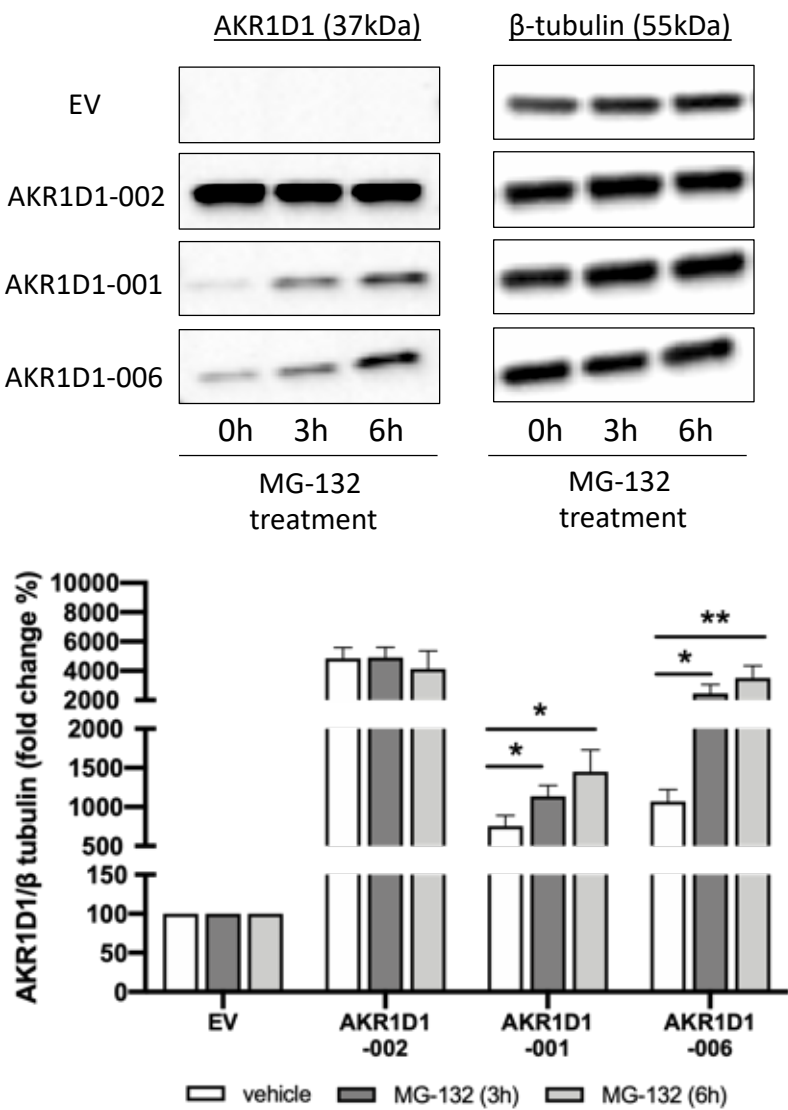 AKR1D1 (37kDa) β-tubulin (55kDa)
EV
AKR1D1-002
AKR1D1-001
AKR1D1-006
0h 3h 6h 0h 3h 6h
MG-132 MG-132
treatment treatment
AKR1D1/β tubulin (fold change %)
10000
8000
6000
4000
2000
2000
1500
1000
500
150
100
50
0
* * * **
EV AKR1D1 AKR1D1 AKR1D1
-002 -001 -006
vehicle MG-132 (3h) MG-132 (6h)